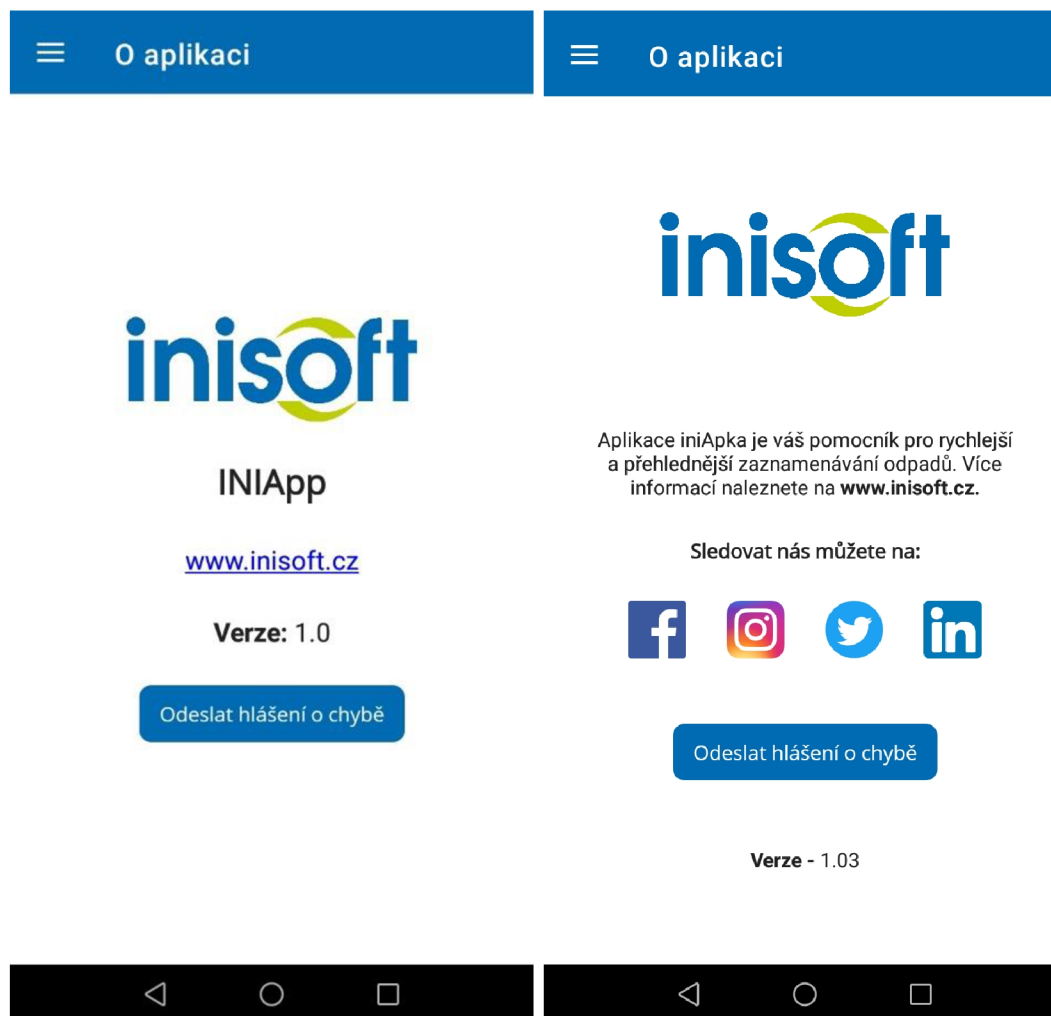 O aplikaci
inisoft
INIApp
www.inisoft.cz
Verze: 1.0
Odeslat hlášení o chybě
O aplikaci
inisoft
Aplikace iniApka je váš pomocník pro rychlejší
a přehlednější zaznamenávání odpadů. Více
informací naleznete na www.inisoft.cz.
Sledovat nás můžete na:
f
in
Odeslat hlášení o chybě
Verze - 1.03